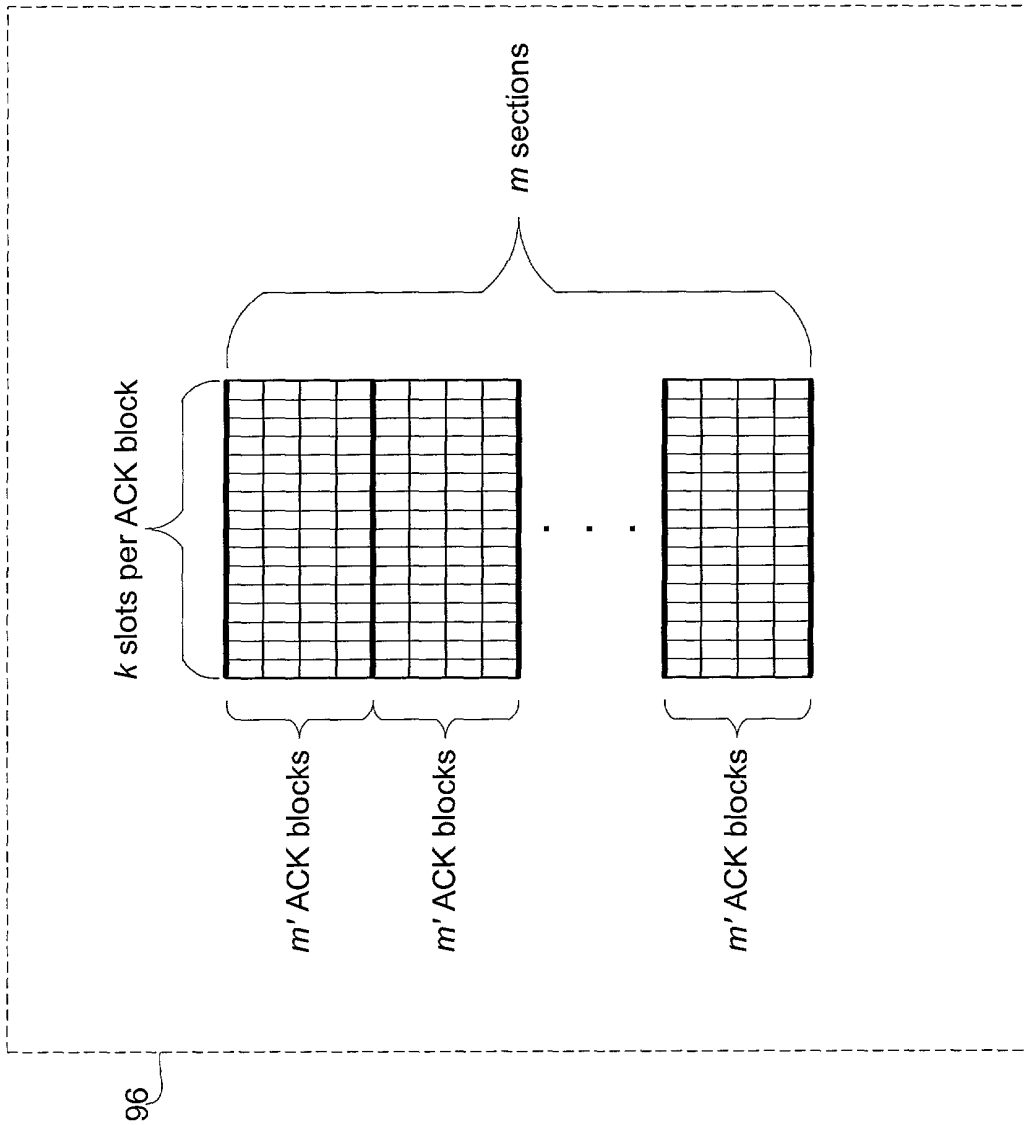 k slots per ACK block
m sections
m' ACK blocks
m' ACK blocks
. . .
m' ACK blocks
96